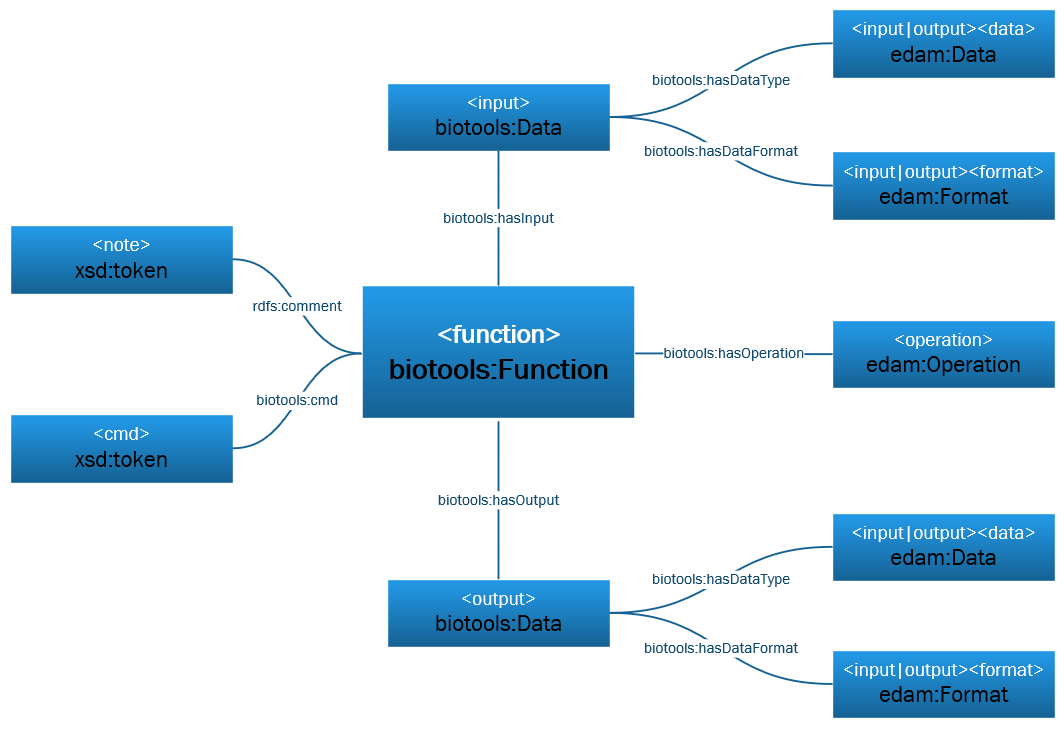 <input|output><data>
edam:Data
biotools:hasDataType
<input>
biotools:Data
biotools:hasDataFormat
<input|output><format>
edam:Format
biotools:hasInput
<note>
xsd:token
rdfs:comment
<function>
biotools:Function
biotools:hasOperation
<operation>
edam:Operation
biotools:cmd
<cmd>
xsd:token
biotools:hasOutput
<input|output><data>
edam:Data
biotools:hasDataType
<output>
biotools:Data
biotools:hasDataFormat
<input|output><format>
edam:Format